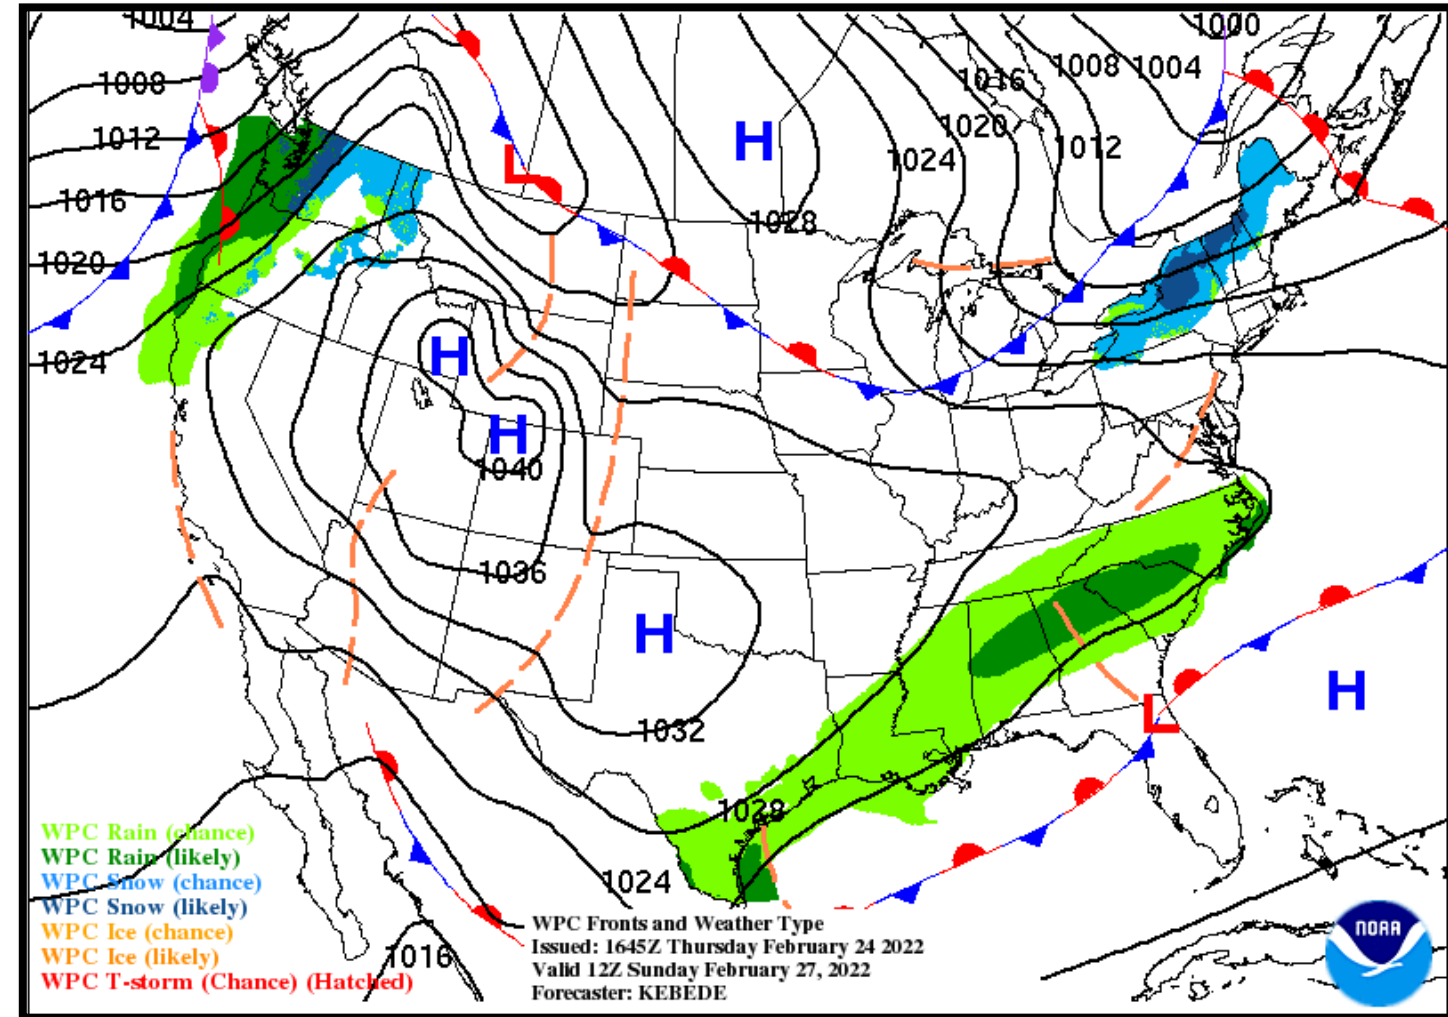 1004
1000
1008
1016
1008
1004
1012
1020
1012
1024
1016
1028
1020
1024
1040
1036
1032
1028
1024
1016
H
L
H
H
H
H
L
WPC Rain (chance)
WPC Rain (likely)
WPC Snow (chance)
WPC Snow (likely)
WPC Ice (chance)
WPC Ice (likely)
WPC T-storm (Chance) (Hatched)
WPC Fronts and Weather Type
Issued: 1645Z Thursday February 24 2022
Valid 12Z Sunday February 27, 2022
Forecaster: KEBEDE
NOAA